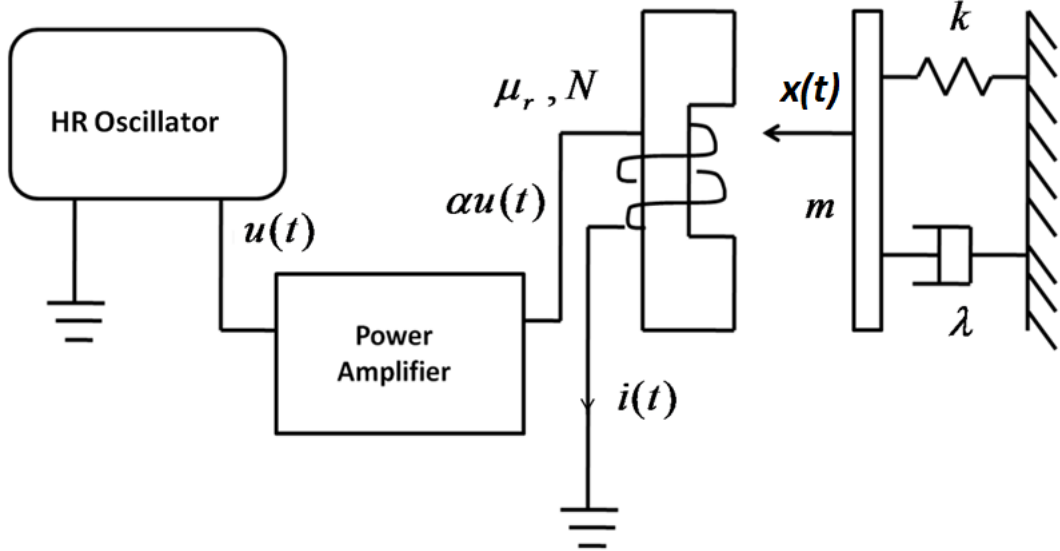 HR Oscillator
u(t)
Power
Amplifier
αu(t)
μr , N
i(t)
x(t)
m
k
λ